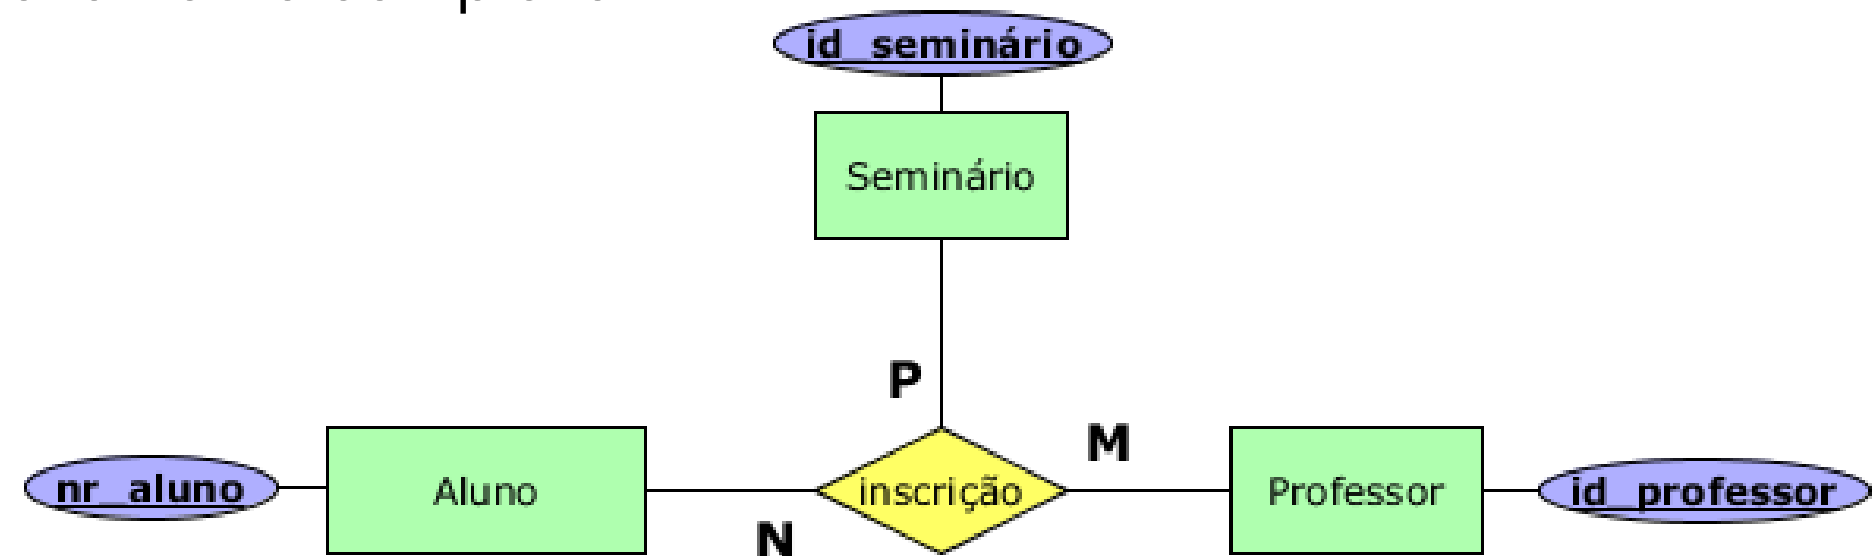 id_seminário
Seminário
P
M
nr_aluno
Aluno
inscrição
Professor
id_professor
N